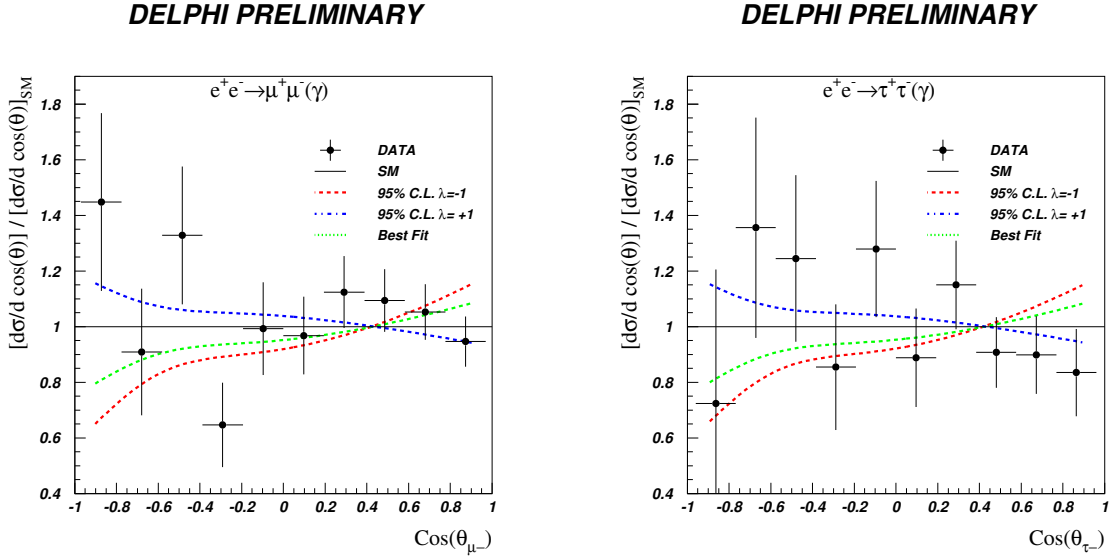 DELPHI PRELIMINARY
e⁺e⁻→μ⁺μ⁻(γ)
[dσ/d cos(θ)] / [dσ/d cos(θ)]SM
1.8
1.6
1.4
1.2
1
0.8
0.6
0.4
DATA
SM
95% C.L. λ=-1
95% C.L. λ= +1
Best Fit
-1 -0.8 -0.6 -0.4 -0.2 0 0.2 0.4 0.6 0.8 1
Cos(θμ−)
DELPHI PRELIMINARY
e⁺e⁻→τ⁺τ⁻(γ)
[dσ/d cos(θ)] / [dσ/d cos(θ)]SM
1.8
1.6
1.4
1.2
1
0.8
0.6
0.4
DATA
SM
95% C.L. λ=-1
95% C.L. λ= +1
Best Fit
-1 -0.8 -0.6 -0.4 -0.2 0 0.2 0.4 0.6 0.8 1
Cos(θτ−)